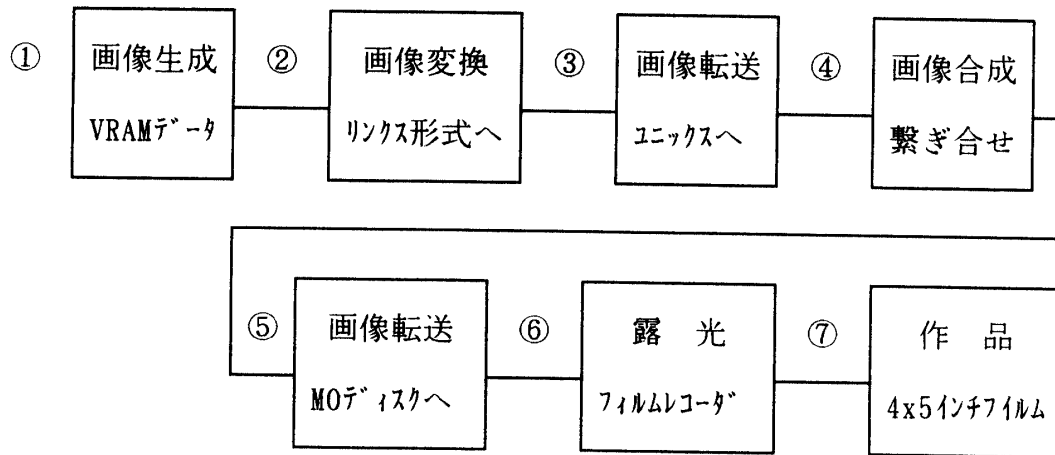 ① 画像生成 ② 画像変換 ③ 画像転送 ④ 画像合成
VRAMデータ リンクス形式へ ユニックスへ 繋ぎ合せ
⑤ 画像転送 ⑥ 露 光 ⑦ 作 品
MOディスクへ フィルムレコーダ 4x5インチフイルム